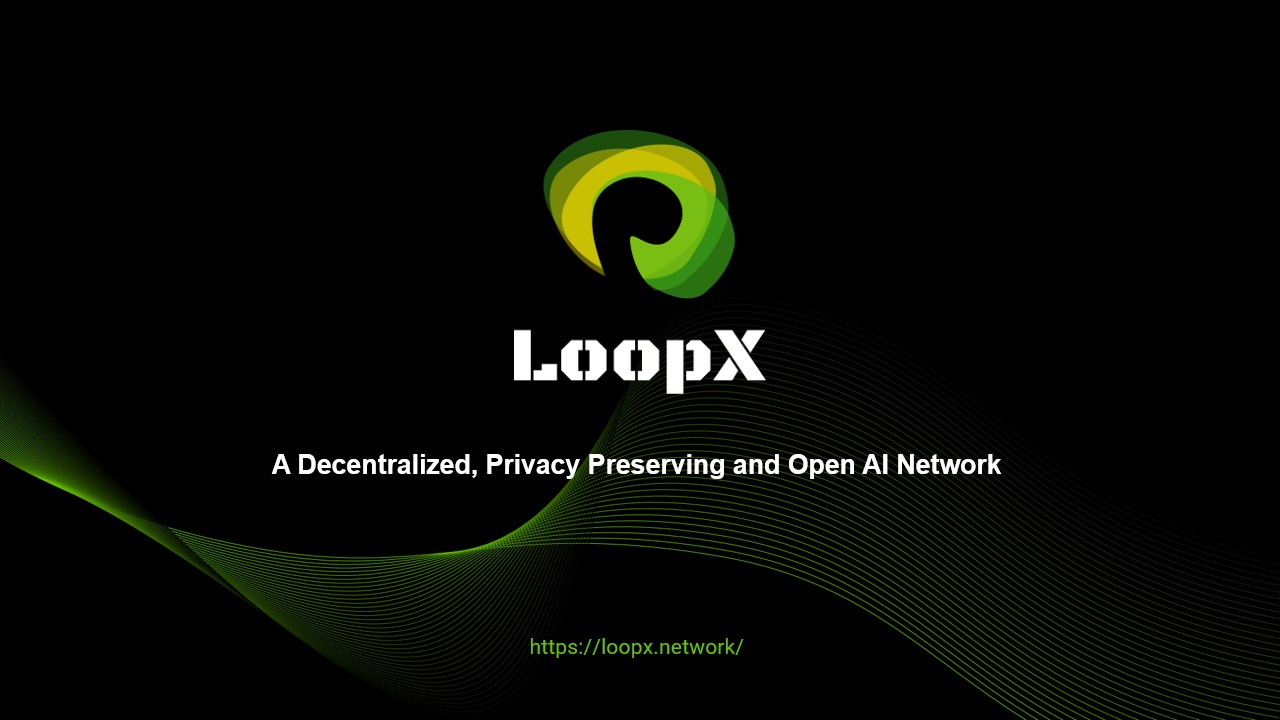 LoopX
A Decentralized, Privacy Preserving and Open AI Network
https://loopx.network/